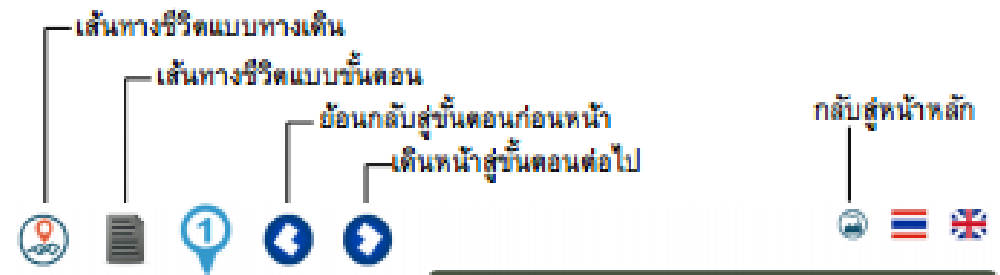 เส้นทางชีวิตแบบทางเดิน
เส้นทางชีวิตแบบขั้นตอน
ย้อนกลับสู่ขั้นตอนก่อนหน้า
กลับสู่หน้าหลัก
เดินหน้าสู่ขั้นตอนต่อไป
1